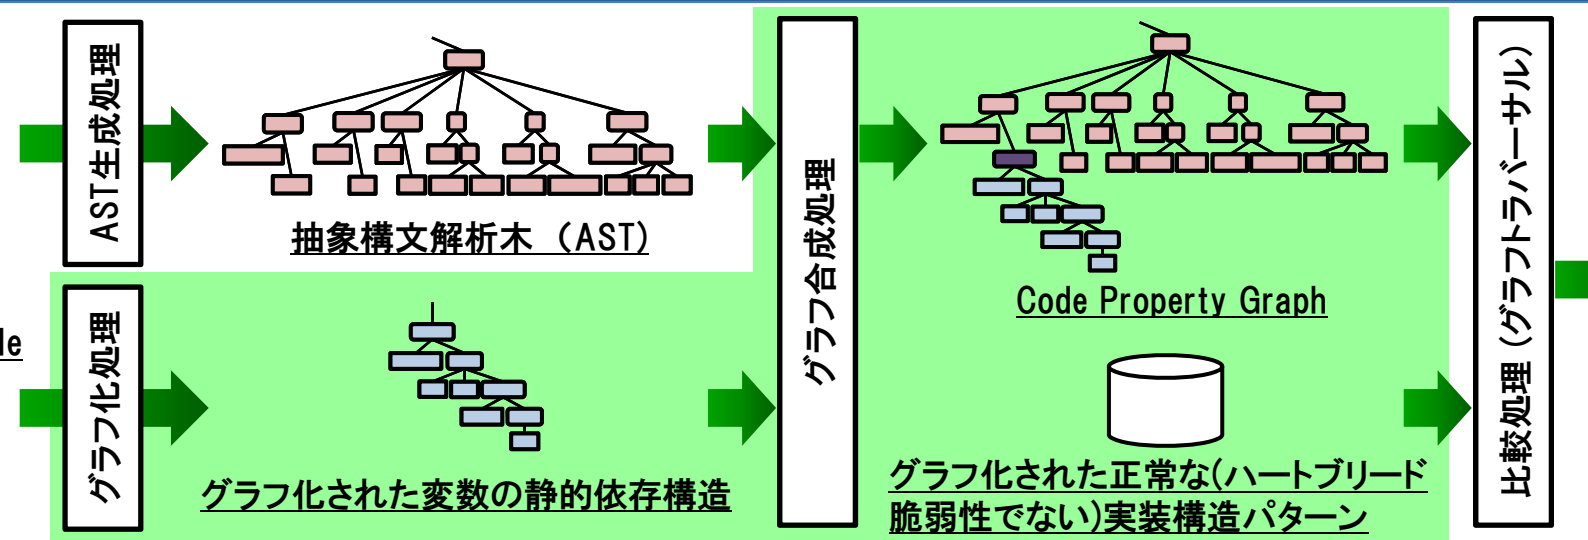 AST生成処理
抽象構文解析木 (AST)
グラフ合成処理
Code Property Graph
比較処理(グラフトラバーサル)
le
グラフ化処理
グラフ化された変数の静的依存構造
グラフ化された正常な(ハートブリード
脆弱性でない)実装構造パターン